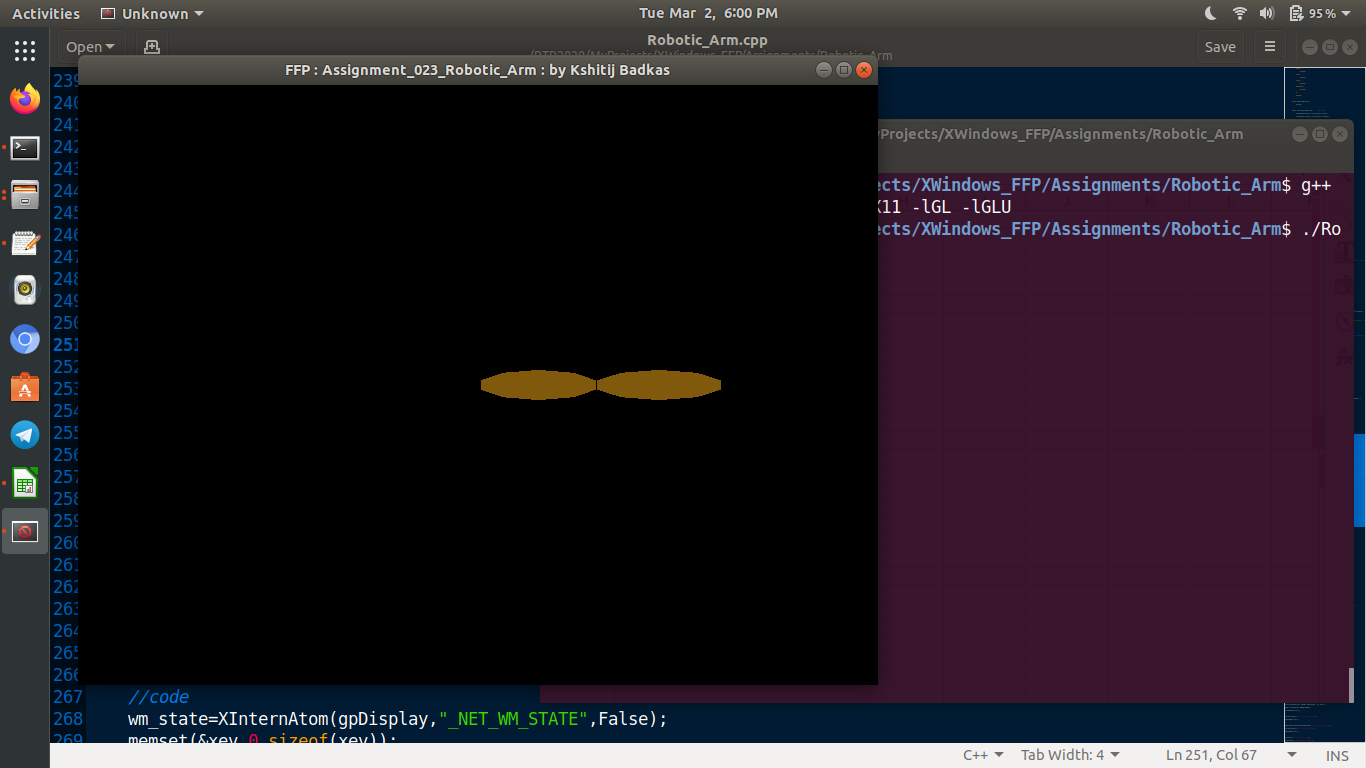 Activities Unknown Tue Mar 2, 6:00 PM 95%
Open Robotic_Arm.cpp Save
FFP : Assignment_023_Robotic_Arm : by Kshitij Badkas
Projects/XWindows_FFP/Assignments/Robotic_Arm
ects/XWindows_FFP/Assignments/Robotic_Arm$ g++
X11 -lGL -lGLU
ects/XWindows_FFP/Assignments/Robotic_Arm$ ./Ro
239
240
241
242
243
244
245
246
247
248
249
250
251
252
253
254
255
256
257
258
259
260
261
262
263
264
265
266
267 //code
268 wm_state=XInternAtom(gpDisplay,"_NET_WM_STATE",False);
269 memset(&xev,0,sizeof(xev));
C++ Tab Width: 4 Ln 251, Col 67 INS